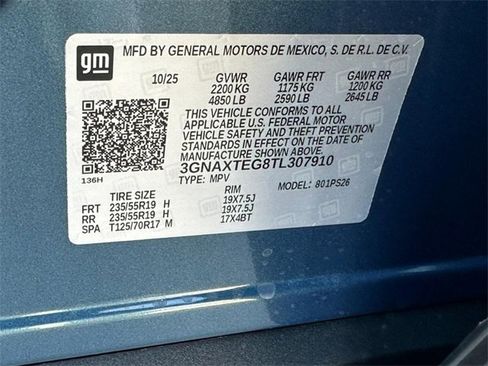 gm MFD BY GENERAL MOTORS DE MEXICO, S. DE R.L. DE C.V.
10/25 GVWR GAWR FRT GAWR RR
2200 KG 1175 KG 1200 KG
4850 LB 2590 LB 2645 LB
THIS VEHICLE CONFORMS TO ALL
APPLICABLE U.S. FEDERAL MOTOR
VEHICLE SAFETY AND THEFT PREVENTION
STANDARDS IN EFFECT ON THE DATE OF
MANUFACTURE SHOWN ABOVE.
3GNAXTEG8TL307910
136H TYPE: MPV MODEL: 801PS26
TIRE SIZE RIM
FRT 235/55R19 H 19X7.5J
RR 235/55R19 H 19X7.5J
SPA T125/70R17 M 17X4BT